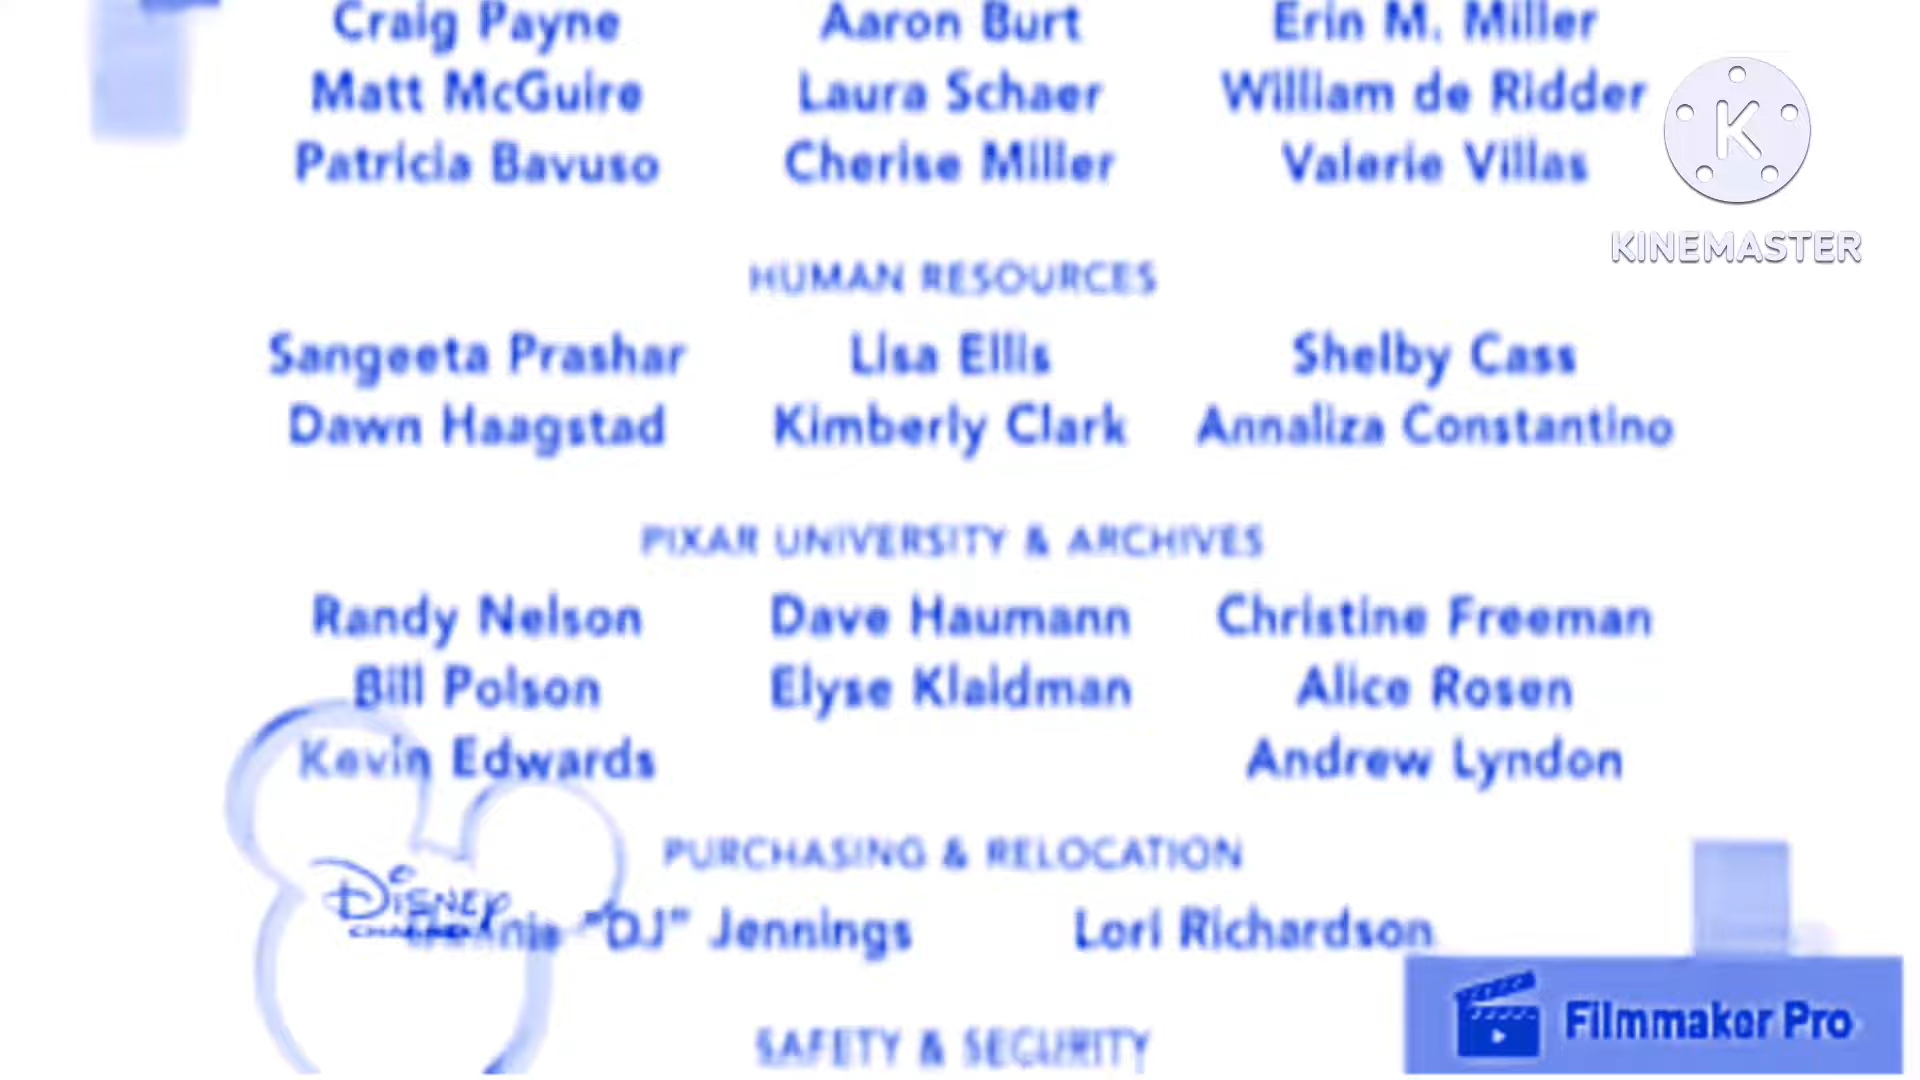 Craig Payne Aaron Burt Erin M. Miller
Matt McGuire Laura Schaer William de Ridder
Patricia Bavuso Cherise Miller Valerie Villas
K
KINEMASTER
HUMAN RESOURCES
Sangeeta Prashar Lisa Ellis Shelby Cass
Dawn Haagstad Kimberly Clark Annaliza Constantino
PIXAR UNIVERSITY & ARCHIVES
Randy Nelson Dave Haumann Christine Freeman
Bill Polson Elyse Klaidman Alice Rosen
Kevin Edwards Andrew Lyndon
PURCHASING & RELOCATION
DISNEY
CHANNEL
"DJ" Jennings Lori Richardson
Filmmaker Pro
SAFETY & SECURITY